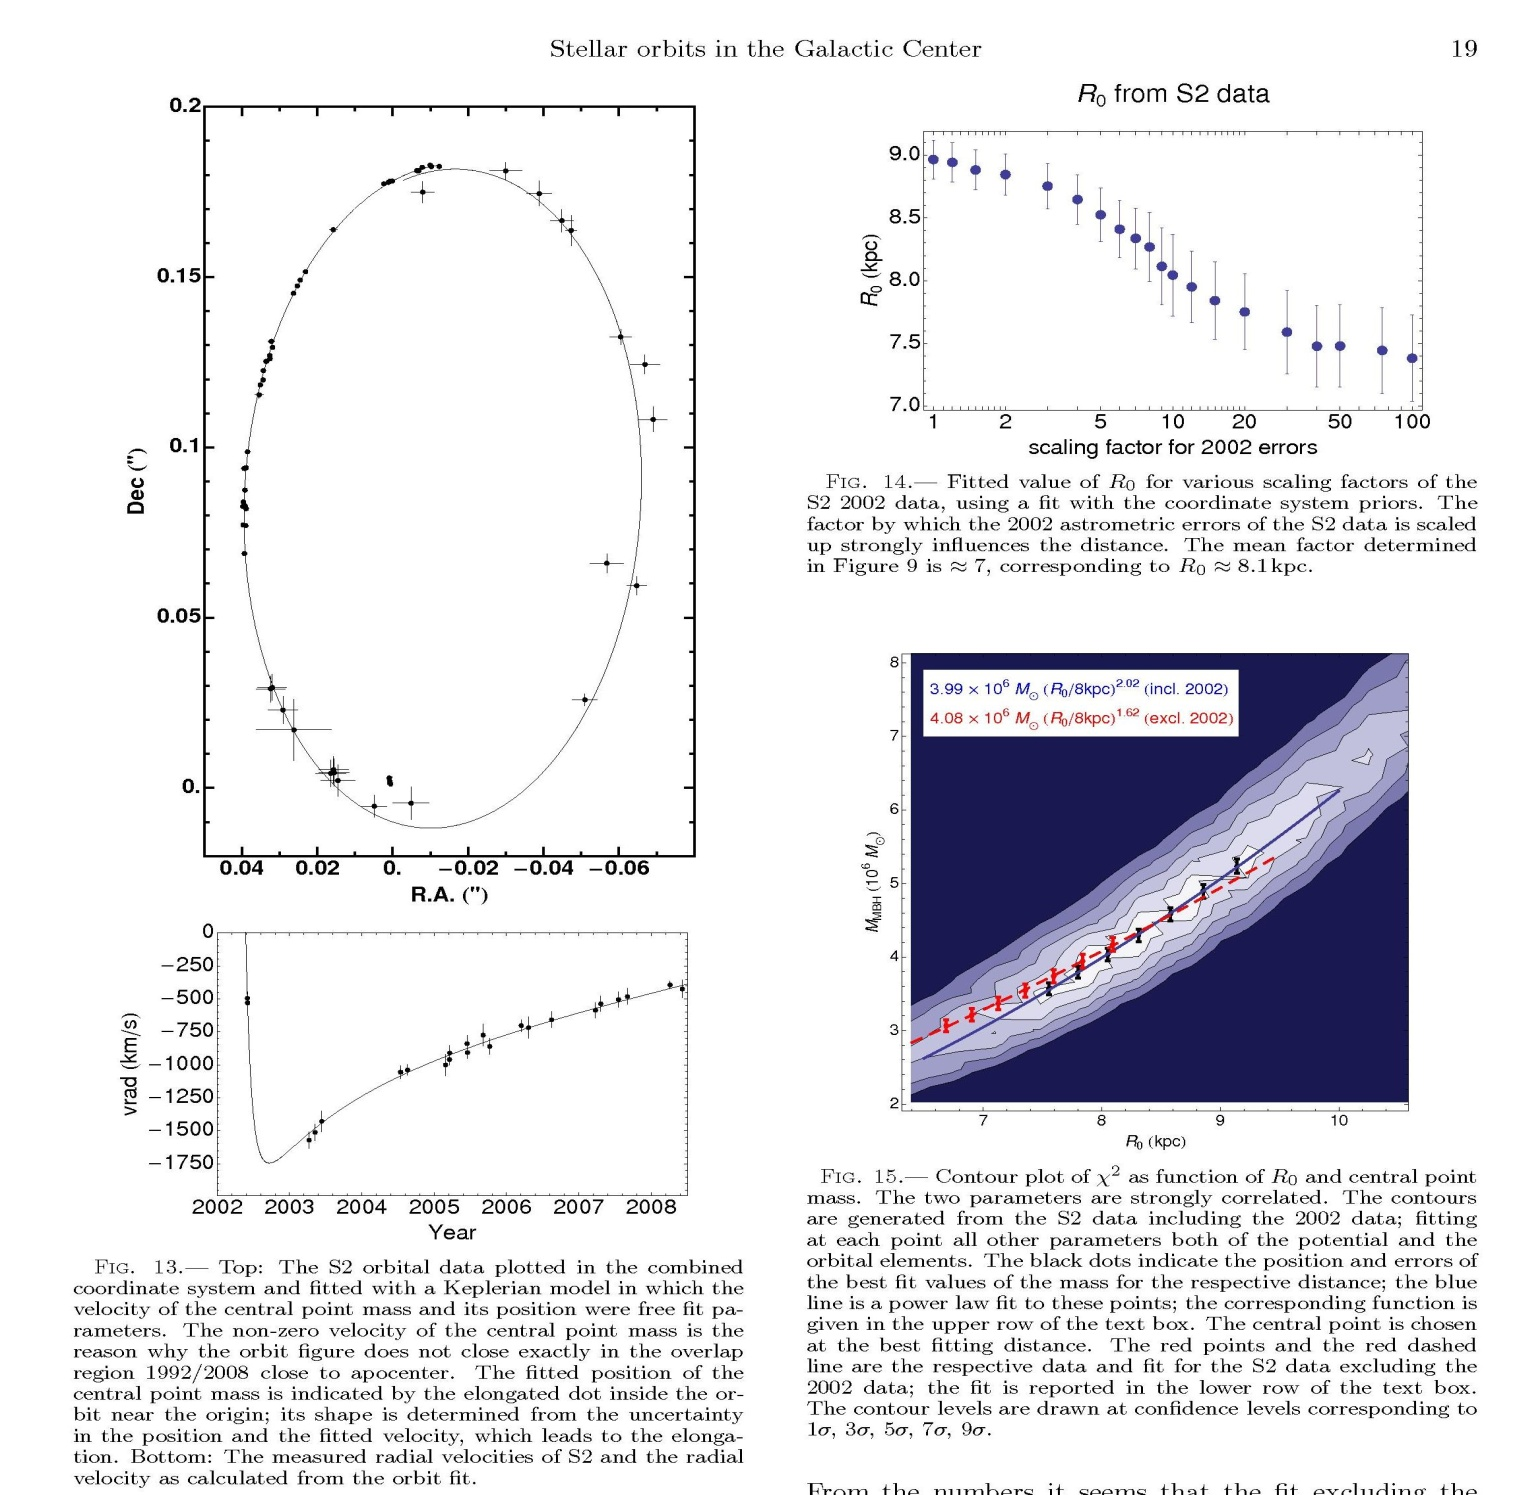 Stellar orbits in the Galactic Center
19
0.2
0.15
0.1
0.05
0.
Dec (")
0.04 0.02 0. −0.02 −0.04 −0.06
R.A. (")
0
−250
−500
−750
−1000
−1250
−1500
−1750
vrad (km/s)
2002 2003 2004 2005 2006 2007 2008
Year
FIG. 13.— Top: The S2 orbital data plotted in the combined
coordinate system and fitted with a Keplerian model in which the
velocity of the central point mass and its position were free fit pa-
rameters. The non-zero velocity of the central point mass is the
reason why the orbit figure does not close exactly in the overlap
region 1992/2008 close to apocenter. The fitted position of the
central point mass is indicated by the elongated dot inside the or-
bit near the origin; its shape is determined from the uncertainty
in the position and the fitted velocity, which leads to the elonga-
tion. Bottom: The measured radial velocities of S2 and the radial
velocity as calculated from the orbit fit.
R0 from S2 data
9.0
8.5
8.0
7.5
7.0
R0 (kpc)
1 2 5 10 20 50 100
scaling factor for 2002 errors
FIG. 14.— Fitted value of R0 for various scaling factors of the
S2 2002 data, using a fit with the coordinate system priors. The
factor by which the 2002 astrometric errors of the S2 data is scaled
up strongly influences the distance. The mean factor determined
in Figure 9 is ≈ 7, corresponding to R0 ≈ 8.1 kpc.
3.99 × 10^6 M⊙ (R0/8kpc)^2.02 (incl. 2002)
4.08 × 10^6 M⊙ (R0/8kpc)^1.62 (excl. 2002)
8
7
6
5
4
3
2
MMBH (10^6 M⊙)
7 8 9 10
R0 (kpc)
FIG. 15.— Contour plot of χ² as function of R0 and central point
mass. The two parameters are strongly correlated. The contours
are generated from the S2 data including the 2002 data; fitting
at each point all other parameters both of the potential and the
orbital elements. The black dots indicate the position and errors of
the best fit values of the mass for the respective distance; the blue
line is a power law fit to these points; the corresponding function is
given in the upper row of the text box. The central point is chosen
at the best fitting distance. The red points and the red dashed
line are the respective data and fit for the S2 data excluding the
2002 data; the fit is reported in the lower row of the text box.
The contour levels are drawn at confidence levels corresponding to
1σ, 3σ, 5σ, 7σ, 9σ.
From the numbers it seems that the fit excluding the